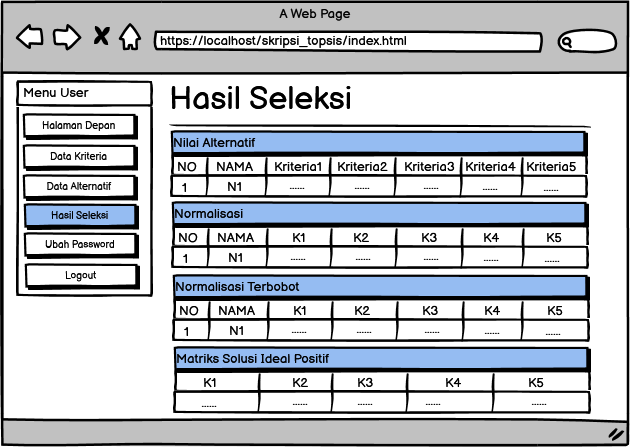 A Web Page
https://localhost/skripsi_topsis/index.html
Menu User
Halaman Depan
Data Kriteria
Data Alternatif
Hasil Seleksi
Ubah Password
Logout
Hasil Seleksi
Nilai Alternatif
NO NAMA Kriteria1 Kriteria2 Kriteria3 Kriteria4 Kriteria5
1 N1 ...... ...... ...... ...... ......
Normalisasi
NO NAMA K1 K2 K3 K4 K5
1 N1 ...... ...... ...... ...... ......
Normalisasi Terbobot
NO NAMA K1 K2 K3 K4 K5
1 N1 ...... ...... ...... ...... ......
Matriks Solusi Ideal Positif
K1 K2 K3 K4 K5
...... ...... ...... ...... ......